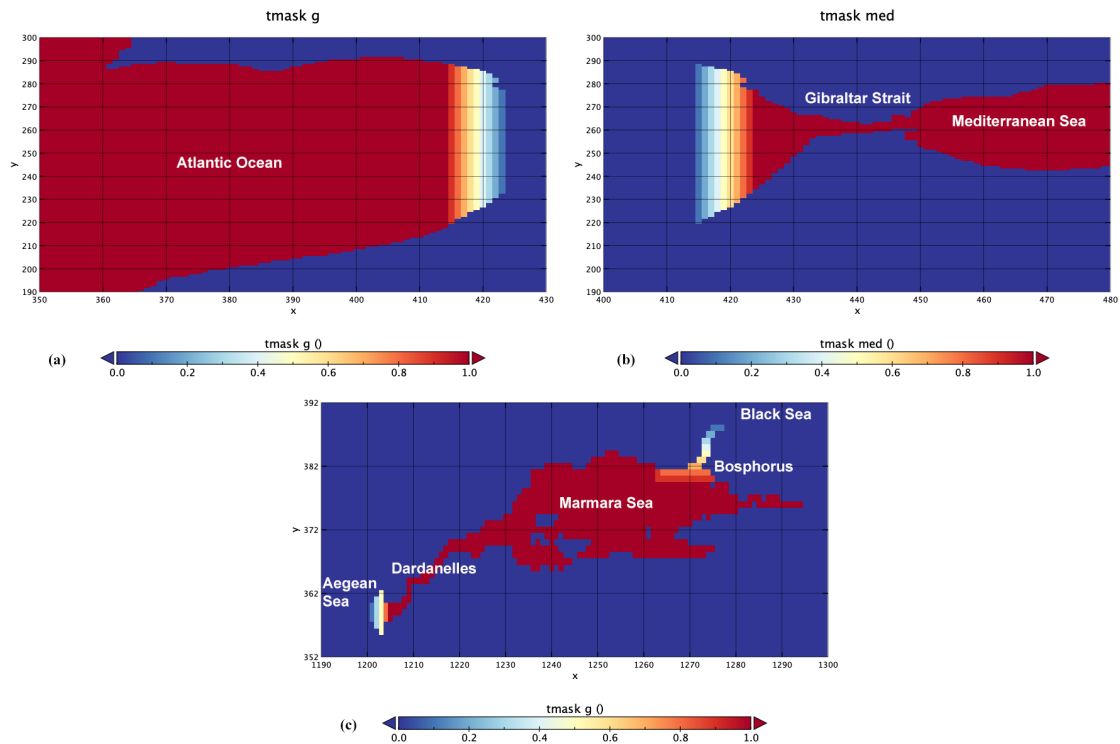 tmask g
300
290
280
270
260
250
240
230
220
210
200
190
y
Atlantic Ocean
350 360 370 380 390 400 410 420 430
x
tmask g ()
(a)
0.0 0.2 0.4 0.6 0.8 1.0
tmask med
300
290
280
270
260
250
240
230
220
210
200
190
y
Gibraltar Strait
Mediterranean Sea
400 410 420 430 440 450 460 470 480
x
tmask med ()
(b)
0.0 0.2 0.4 0.6 0.8 1.0
392
382
372
362
352
y
Black Sea
Bosphorus
Marmara Sea
Dardanelles
Aegean
Sea
1190 1200 1210 1220 1230 1240 1250 1260 1270 1280 1290 1300
x
tmask g ()
(c)
0.0 0.2 0.4 0.6 0.8 1.0